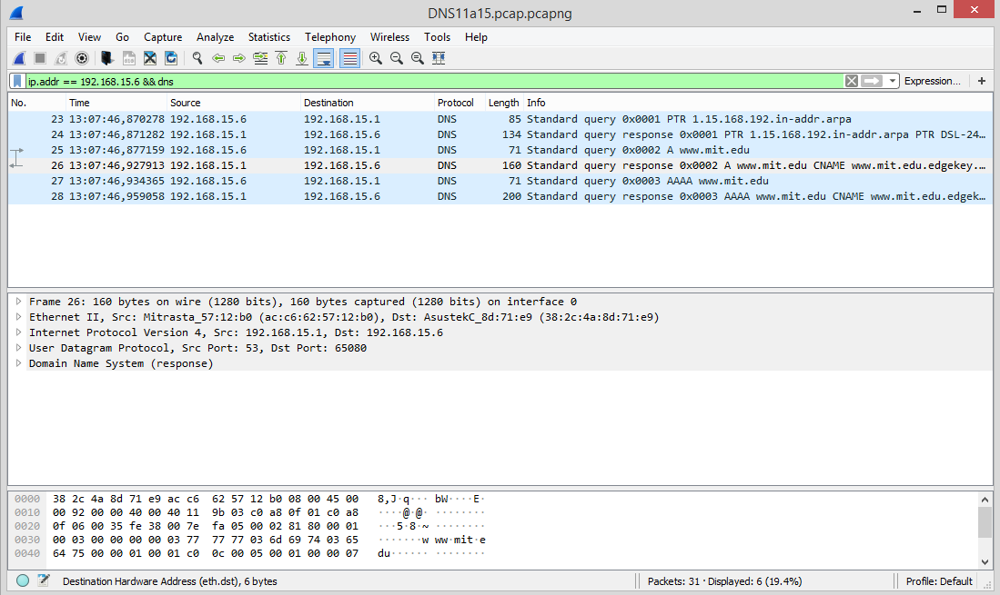 DNS11a15.pcap.pcapng
File Edit View Go Capture Analyze Statistics Telephony Wireless Tools Help
ip.addr == 192.168.15.6 && dns Expression... +
No. Time Source Destination Protocol Length Info
23 13:07:46,870278 192.168.15.6 192.168.15.1 DNS 85 Standard query 0x0001 PTR 1.15.168.192.in-addr.arpa
24 13:07:46,871282 192.168.15.1 192.168.15.6 DNS 134 Standard query response 0x0001 PTR 1.15.168.192.in-addr.arpa PTR DSL-24…
25 13:07:46,877159 192.168.15.6 192.168.15.1 DNS 71 Standard query 0x0002 A www.mit.edu
26 13:07:46,927913 192.168.15.1 192.168.15.6 DNS 160 Standard query response 0x0002 A www.mit.edu CNAME www.mit.edu.edgekey.…
27 13:07:46,934365 192.168.15.6 192.168.15.1 DNS 71 Standard query 0x0003 AAAA www.mit.edu
28 13:07:46,959058 192.168.15.1 192.168.15.6 DNS 200 Standard query response 0x0003 AAAA www.mit.edu CNAME www.mit.edu.edgek…
Frame 26: 160 bytes on wire (1280 bits), 160 bytes captured (1280 bits) on interface 0
Ethernet II, Src: Mitrasta_57:12:b0 (ac:c6:62:57:12:b0), Dst: AsustekC_8d:71:e9 (38:2c:4a:8d:71:e9)
Internet Protocol Version 4, Src: 192.168.15.1, Dst: 192.168.15.6
User Datagram Protocol, Src Port: 53, Dst Port: 65080
Domain Name System (response)
0000 38 2c 4a 8d 71 e9 ac c6 62 57 12 b0 08 00 45 00 8,J·q··· bW····E·
0010 00 92 00 00 40 00 40 11 9b 03 c0 a8 0f 01 c0 a8 ····@·@· ········
0020 0f 06 00 35 fe 38 00 7e fa 05 00 02 81 80 00 01 ···5·8·~ ········
0030 00 03 00 00 00 00 03 77 77 77 03 6d 69 74 03 65 ·······w ww·mit·e
0040 64 75 00 00 01 00 01 c0 0c 00 05 00 01 00 00 07 du······ ········
Destination Hardware Address (eth.dst), 6 bytes Packets: 31 · Displayed: 6 (19.4%) Profile: Default